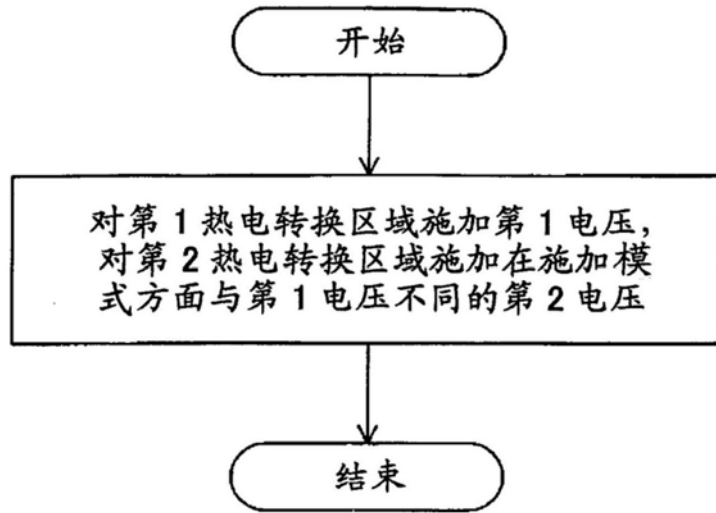 开始
对第 1 热电转换区域施加第 1 电压，
对第 2 热电转换区域施加在施加模
式方面与第 1 电压不同的第 2 电压
结束